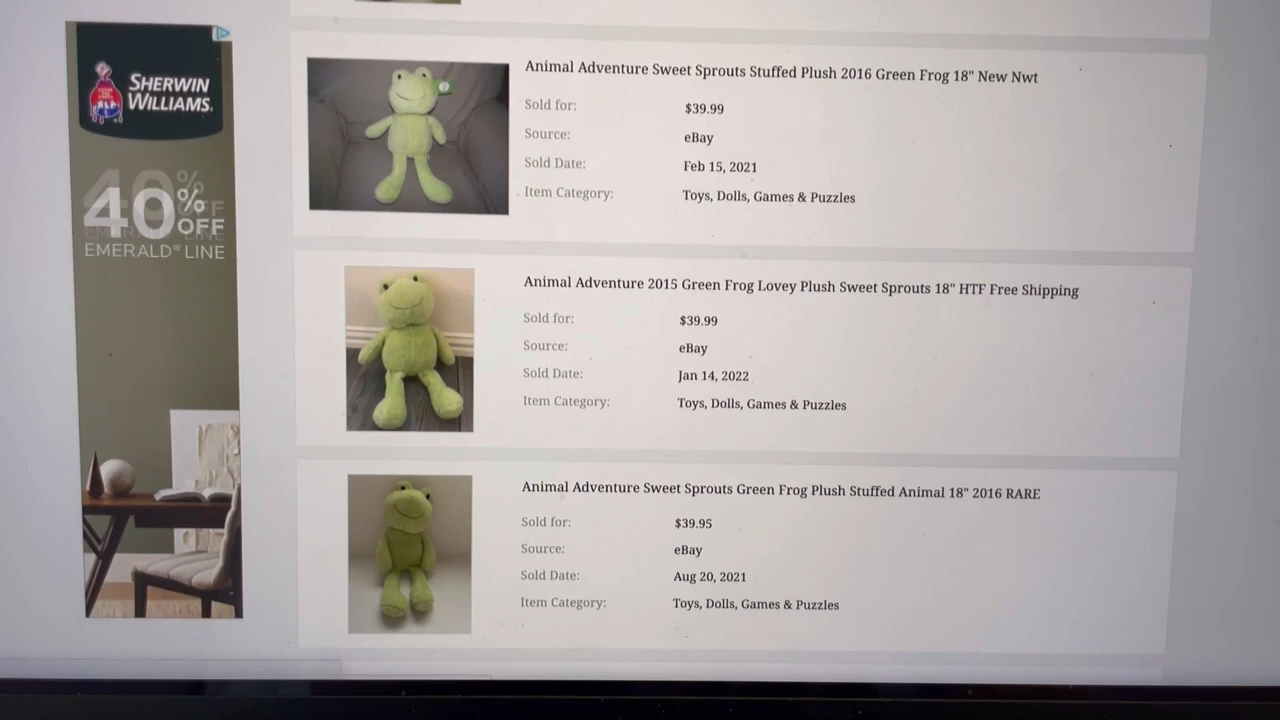 SHERWIN
WILLIAMS.
40% OFF
EMERALD® LINE
Animal Adventure Sweet Sprouts Stuffed Plush 2016 Green Frog 18" New Nwt
Sold for: $39.99
Source: eBay
Sold Date: Feb 15, 2021
Item Category: Toys, Dolls, Games & Puzzles
Animal Adventure 2015 Green Frog Lovey Plush Sweet Sprouts 18" HTF Free Shipping
Sold for: $39.99
Source: eBay
Sold Date: Jan 14, 2022
Item Category: Toys, Dolls, Games & Puzzles
Animal Adventure Sweet Sprouts Green Frog Plush Stuffed Animal 18" 2016 RARE
Sold for: $39.95
Source: eBay
Sold Date: Aug 20, 2021
Item Category: Toys, Dolls, Games & Puzzles